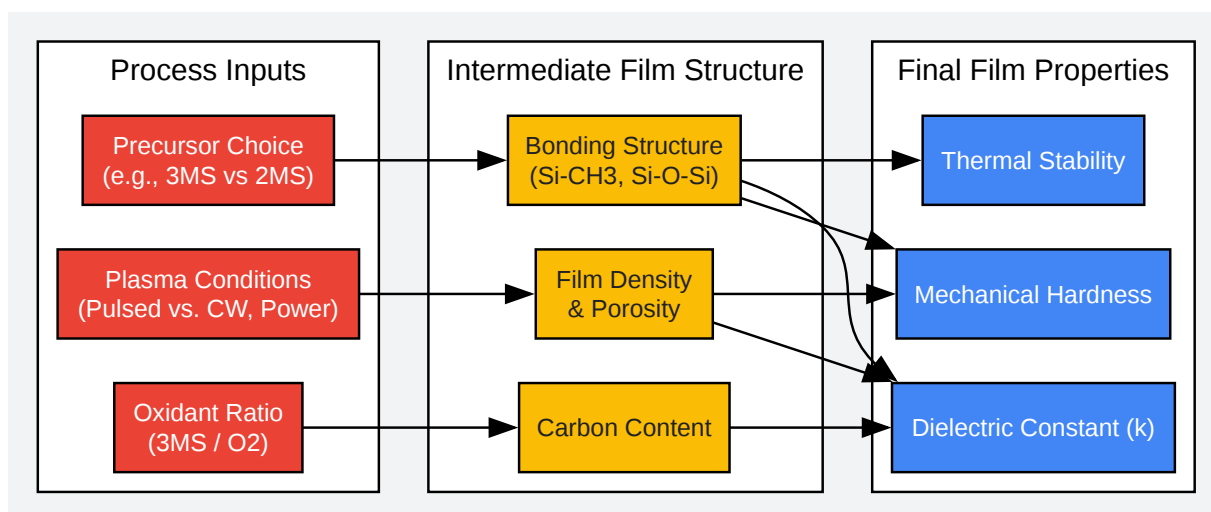 Process Inputs
Precursor Choice
(e.g., 3MS vs 2MS)
Plasma Conditions
(Pulsed vs. CW, Power)
Oxidant Ratio
(3MS / O2)
Intermediate Film Structure
Bonding Structure
(Si-CH3, Si-O-Si)
Film Density
& Porosity
Carbon Content
Final Film Properties
Thermal Stability
Mechanical Hardness
Dielectric Constant (k)